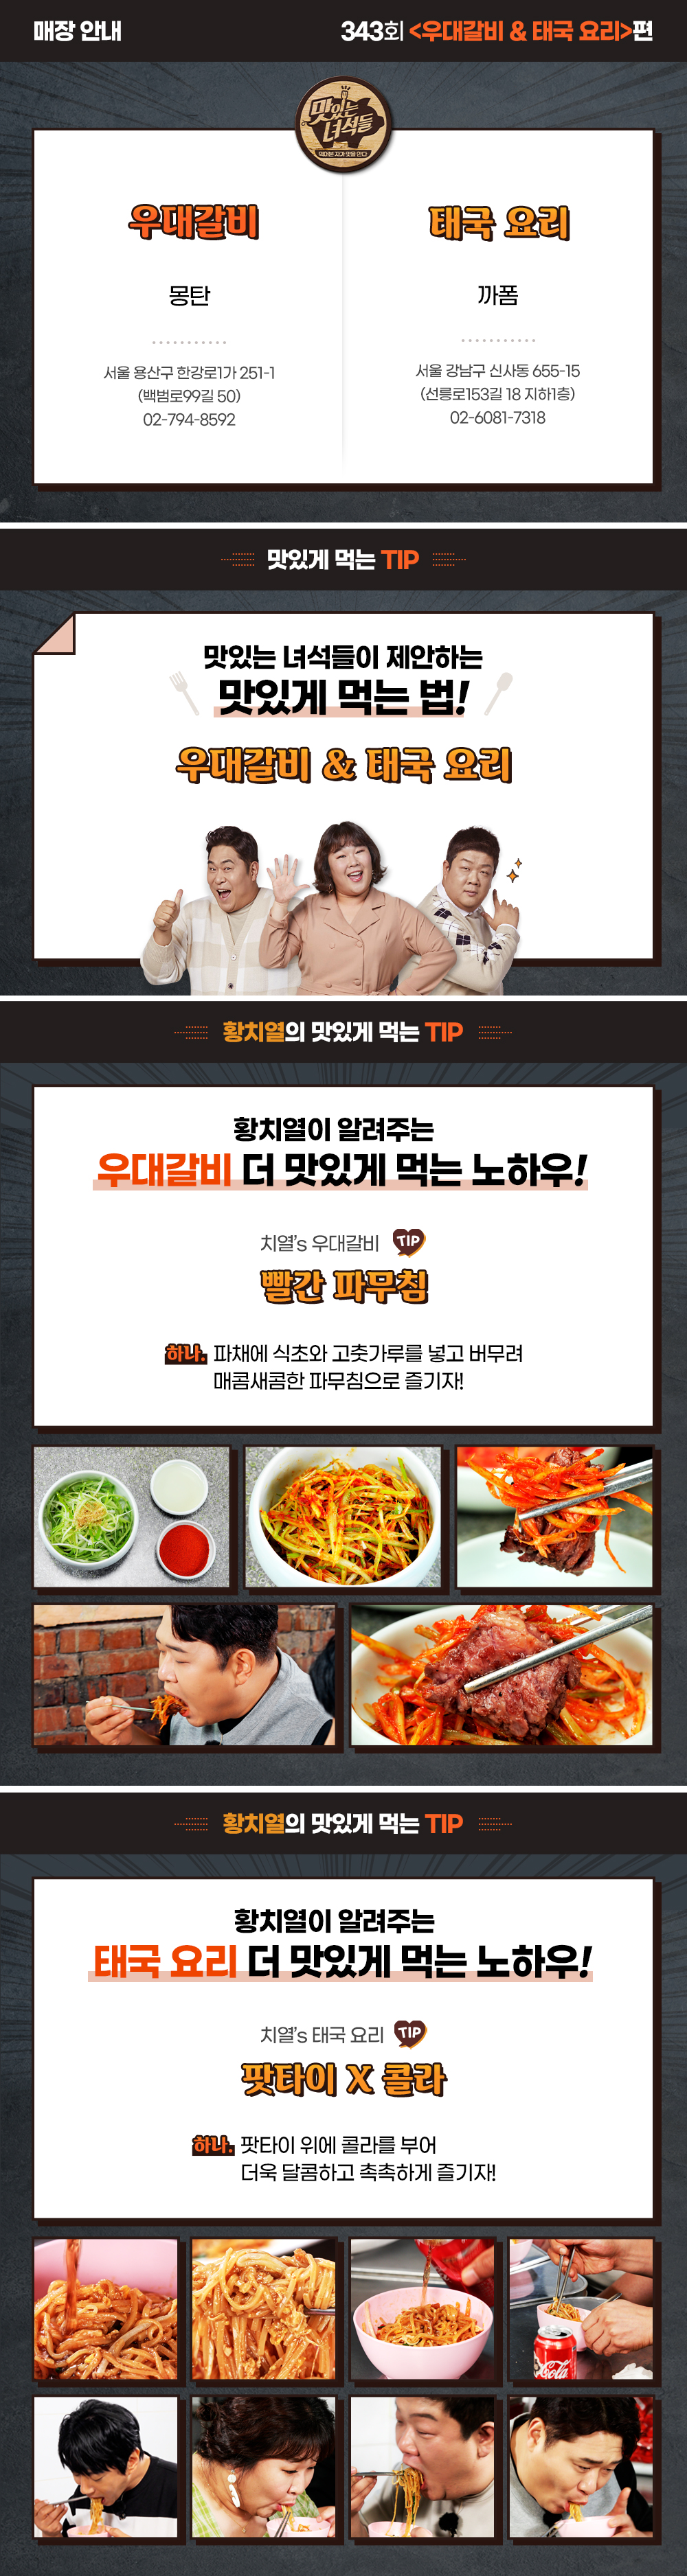 매장 안내
343회 <우대갈비 & 태국 요리>편
맛있는
녀석들
먹어본 자가 맛을 안다
우대갈비
몽탄
서울 용산구 한강로1가 251-1
(백범로99길 50)
02-794-8592
태국 요리
까폼
서울 강남구 신사동 655-15
(선릉로153길 18 지하1층)
02-6081-7318
맛있게 먹는 TIP
맛있는 녀석들이 제안하는
맛있게 먹는 법!
우대갈비 & 태국 요리
황치열의 맛있게 먹는 TIP
황치열이 알려주는
우대갈비 더 맛있게 먹는 노하우!
치열's 우대갈비 TIP
빨간 파무침
하나. 파채에 식초와 고춧가루를 넣고 버무려
매콤새콤한 파무침으로 즐기자!
황치열의 맛있게 먹는 TIP
황치열이 알려주는
태국 요리 더 맛있게 먹는 노하우!
치열's 태국 요리 TIP
팟타이 X 콜라
하나. 팟타이 위에 콜라를 부어
더욱 달콤하고 촉촉하게 즐기자!
Cola